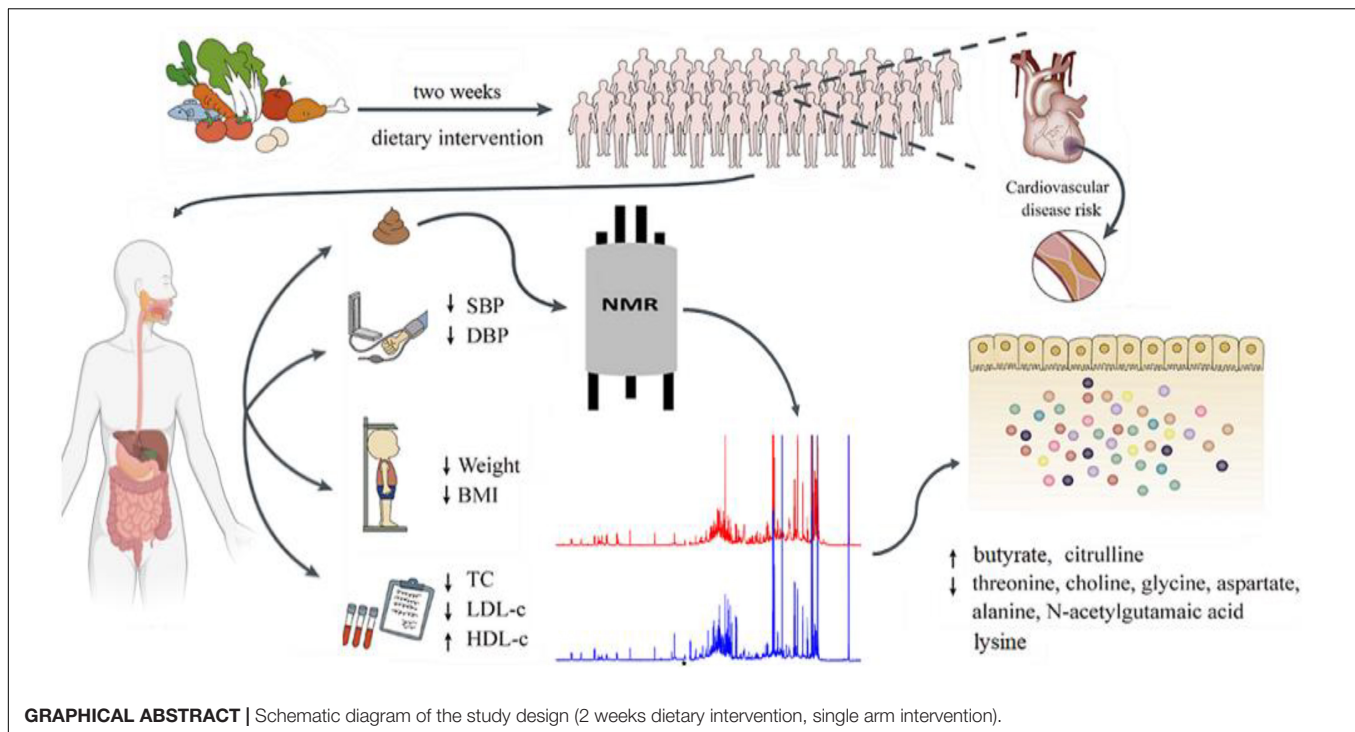 two weeks
dietary intervention
Cardiovascular
disease risk
↓ SBP
↓ DBP
NMR
↓ Weight
↓ BMI
↓ TC
↓ LDL-c
↑ HDL-c
↑ butyrate, citrulline
↓ threonine, choline, glycine, aspartate,
alanine, N-acetylgutamaic acid
lysine
GRAPHICAL ABSTRACT | Schematic diagram of the study design (2 weeks dietary intervention, single arm intervention).